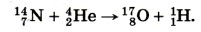 ¹⁴₇N + ⁴₂He → ¹⁷₈O + ¹₁H.